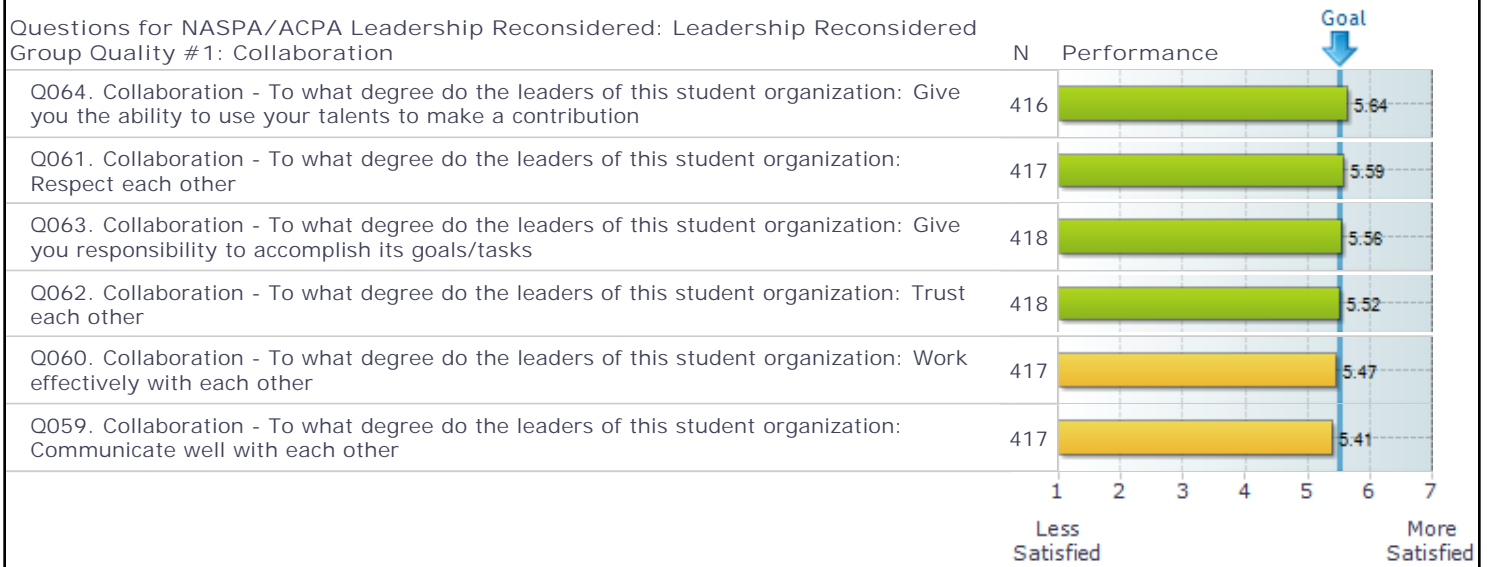 Goal
Questions for NASPA/ACPA Leadership Reconsidered: Leadership Reconsidered
Group Quality #1: Collaboration
N Performance
Q064. Collaboration - To what degree do the leaders of this student organization: Give
you the ability to use your talents to make a contribution
416
5.64
Q061. Collaboration - To what degree do the leaders of this student organization:
Respect each other
417
5.59
Q063. Collaboration - To what degree do the leaders of this student organization: Give
you responsibility to accomplish its goals/tasks
418
5.56
Q062. Collaboration - To what degree do the leaders of this student organization: Trust
each other
418
5.52
Q060. Collaboration - To what degree do the leaders of this student organization: Work
effectively with each other
417
5.47
Q059. Collaboration - To what degree do the leaders of this student organization:
Communicate well with each other
417
5.41
1 2 3 4 5 6 7
Less
Satisfied
More
Satisfied